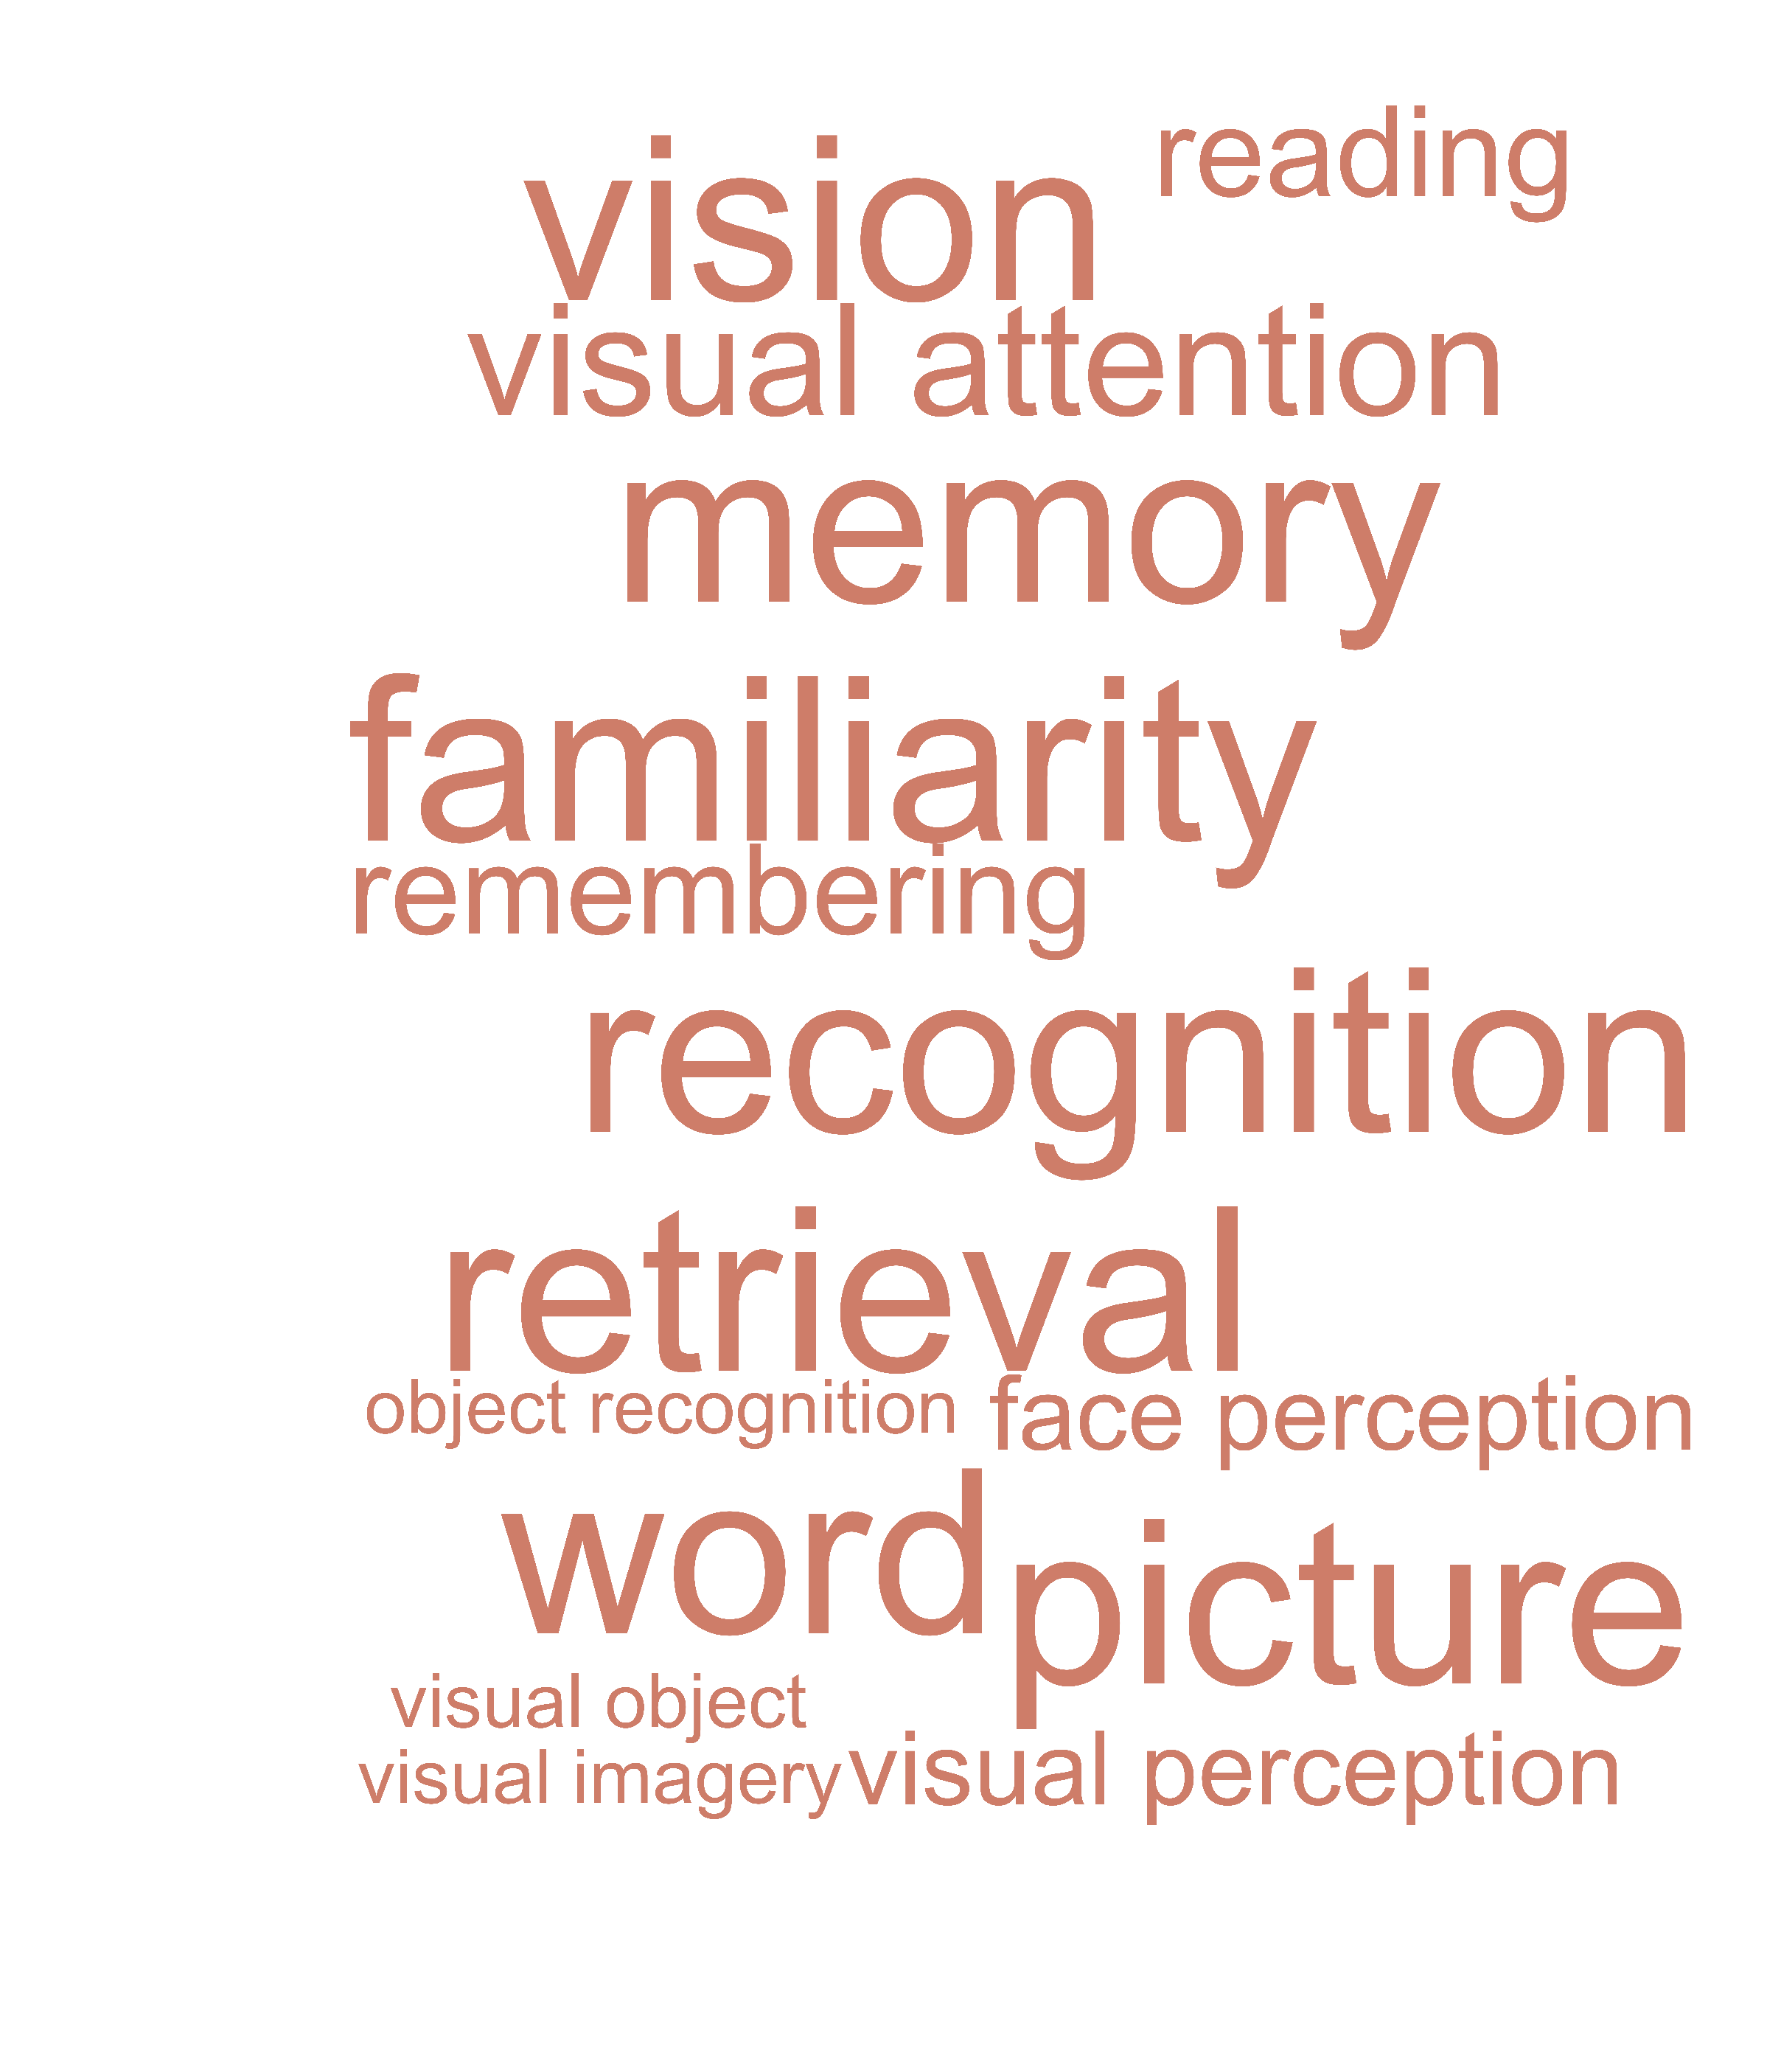 reading
vision
visual attention
memory
familiarity
remembering
recognition
retrieval
object recognition face perception
word picture
visual object
visual imagery visual perception